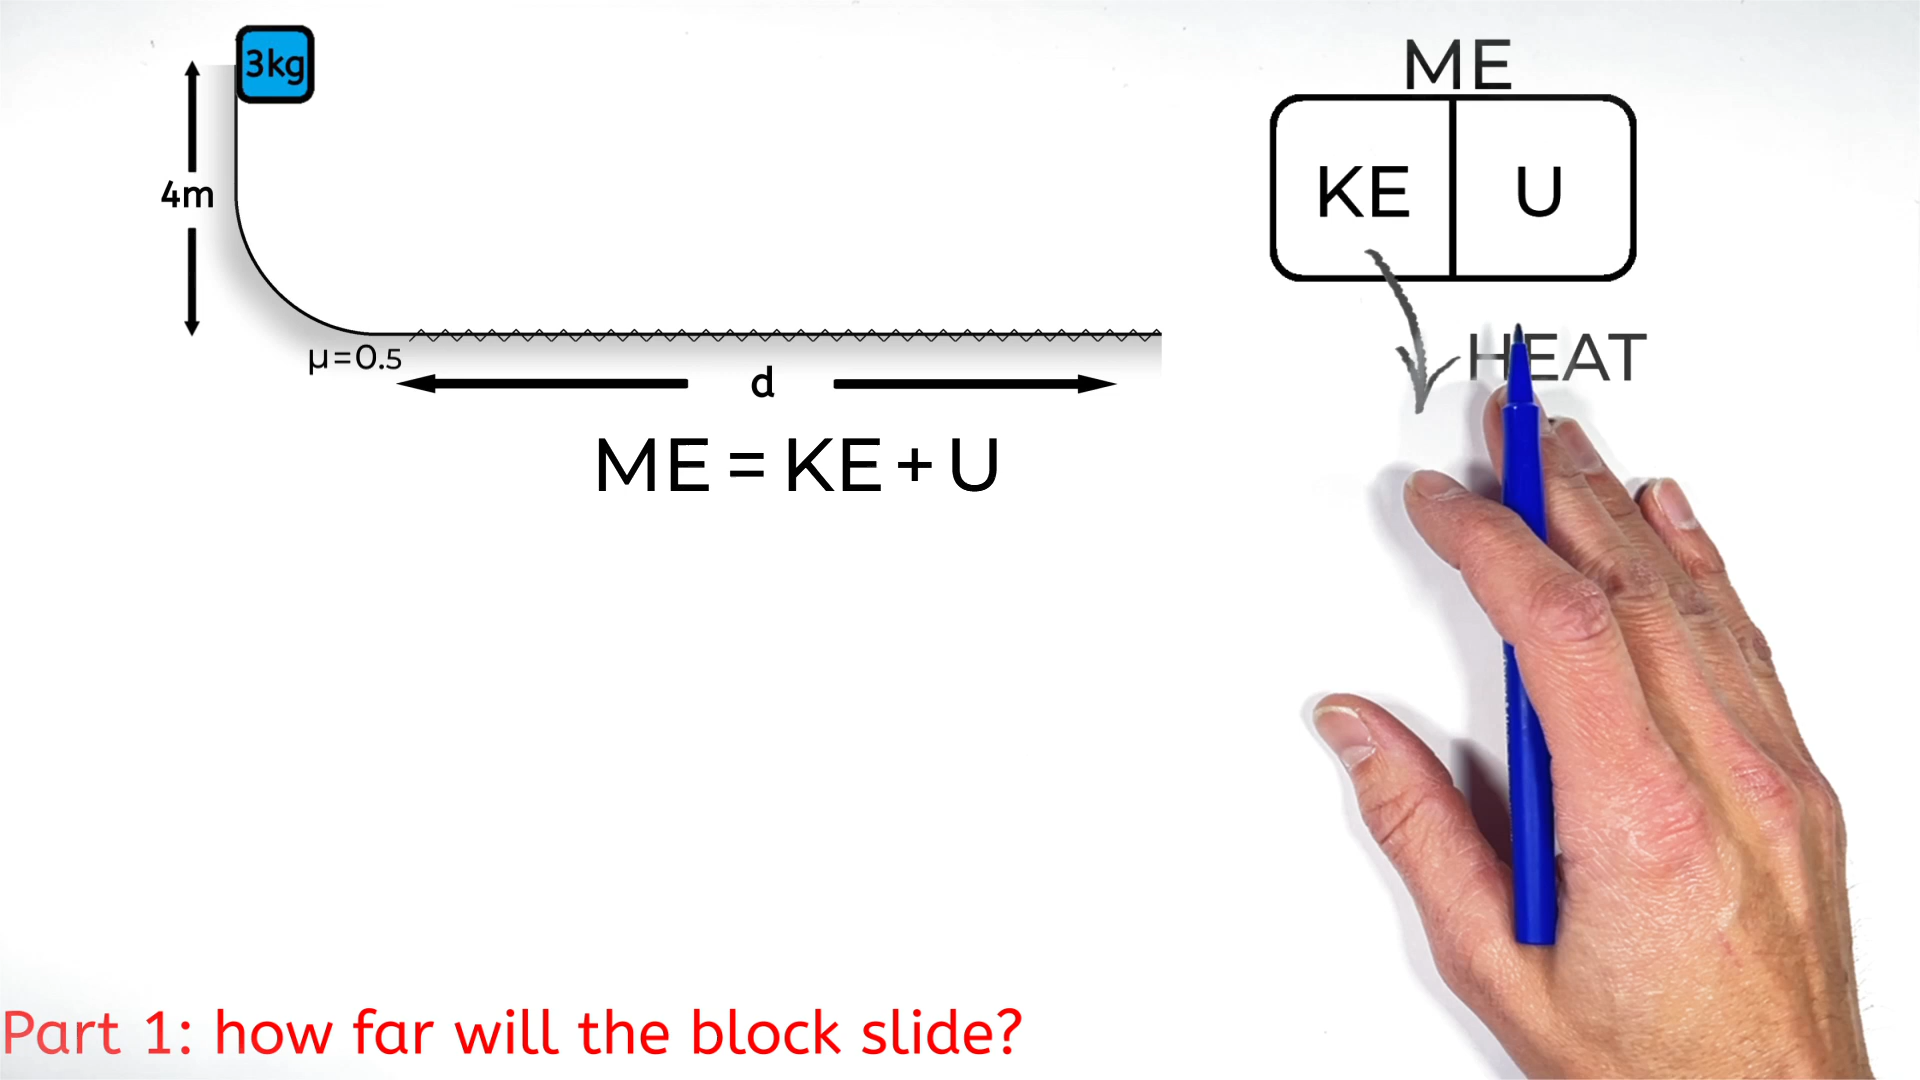 3kg
ME
KE U
4m
μ=0.5
HEAT
d
ME = KE + U
Part 1: how far will the block slide?